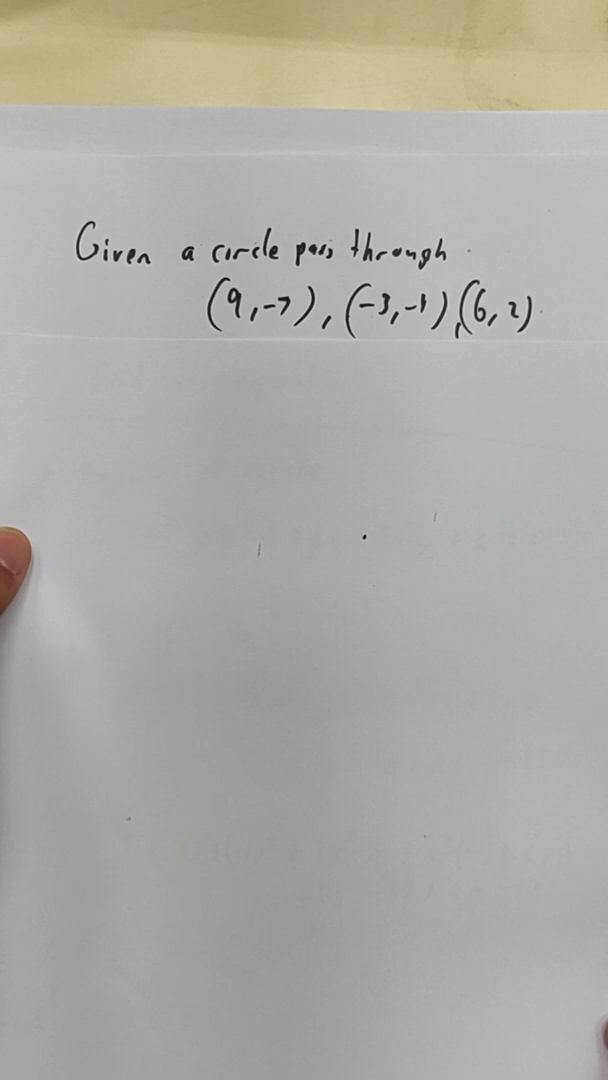 Given a circle pass through.
(9,-7), (-3,-1), (6, 2).